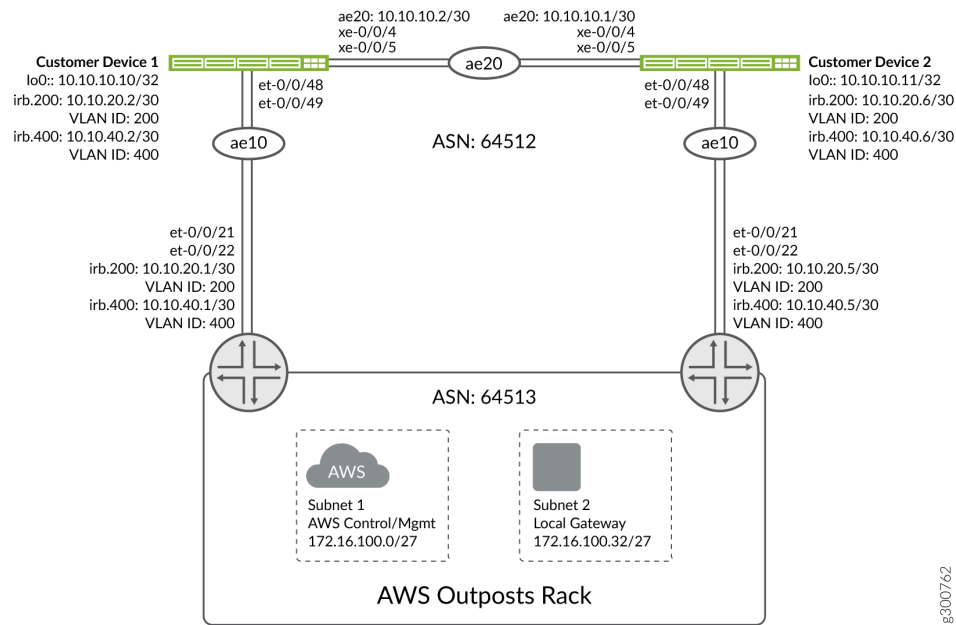 ae20: 10.10.10.2/30
xe-0/0/4
xe-0/0/5
ae20: 10.10.10.1/30
xe-0/0/4
xe-0/0/5
ae20
Customer Device 1
lo0:: 10.10.10.10/32
irb.200: 10.10.20.2/30
VLAN ID: 200
irb.400: 10.10.40.2/30
VLAN ID: 400
et-0/0/48
et-0/0/49
ae10
ASN: 64512
et-0/0/48
et-0/0/49
ae10
Customer Device 2
lo0:: 10.10.10.11/32
irb.200: 10.10.20.6/30
VLAN ID: 200
irb.400: 10.10.40.6/30
VLAN ID: 400
et-0/0/21
et-0/0/22
irb.200: 10.10.20.1/30
VLAN ID: 200
irb.400: 10.10.40.1/30
VLAN ID: 400
et-0/0/21
et-0/0/22
irb.200: 10.10.20.5/30
VLAN ID: 200
irb.400: 10.10.40.5/30
VLAN ID: 400
ASN: 64513
AWS
Subnet 1
AWS Control/Mgmt
172.16.100.0/27
Subnet 2
Local Gateway
172.16.100.32/27
AWS Outposts Rack
g300762